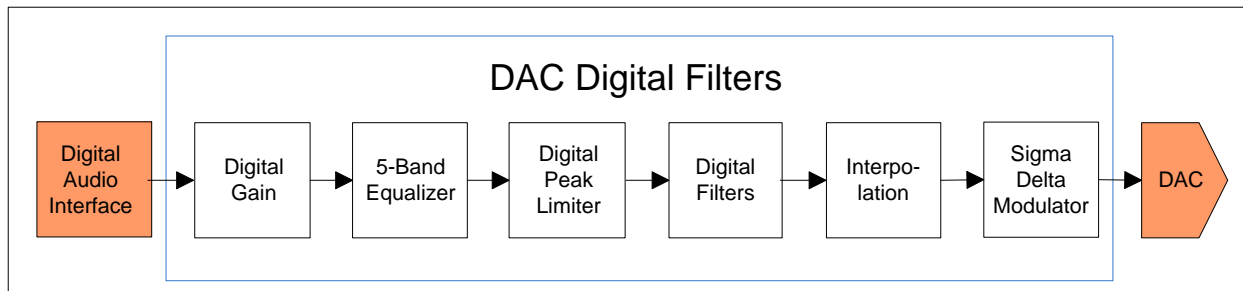 DAC Digital Filters
Digital
Audio
Interface
Digital
Gain
5-Band
Equalizer
Digital
Peak
Limiter
Digital
Filters
Interpo-
lation
Sigma
Delta
Modulator
DAC